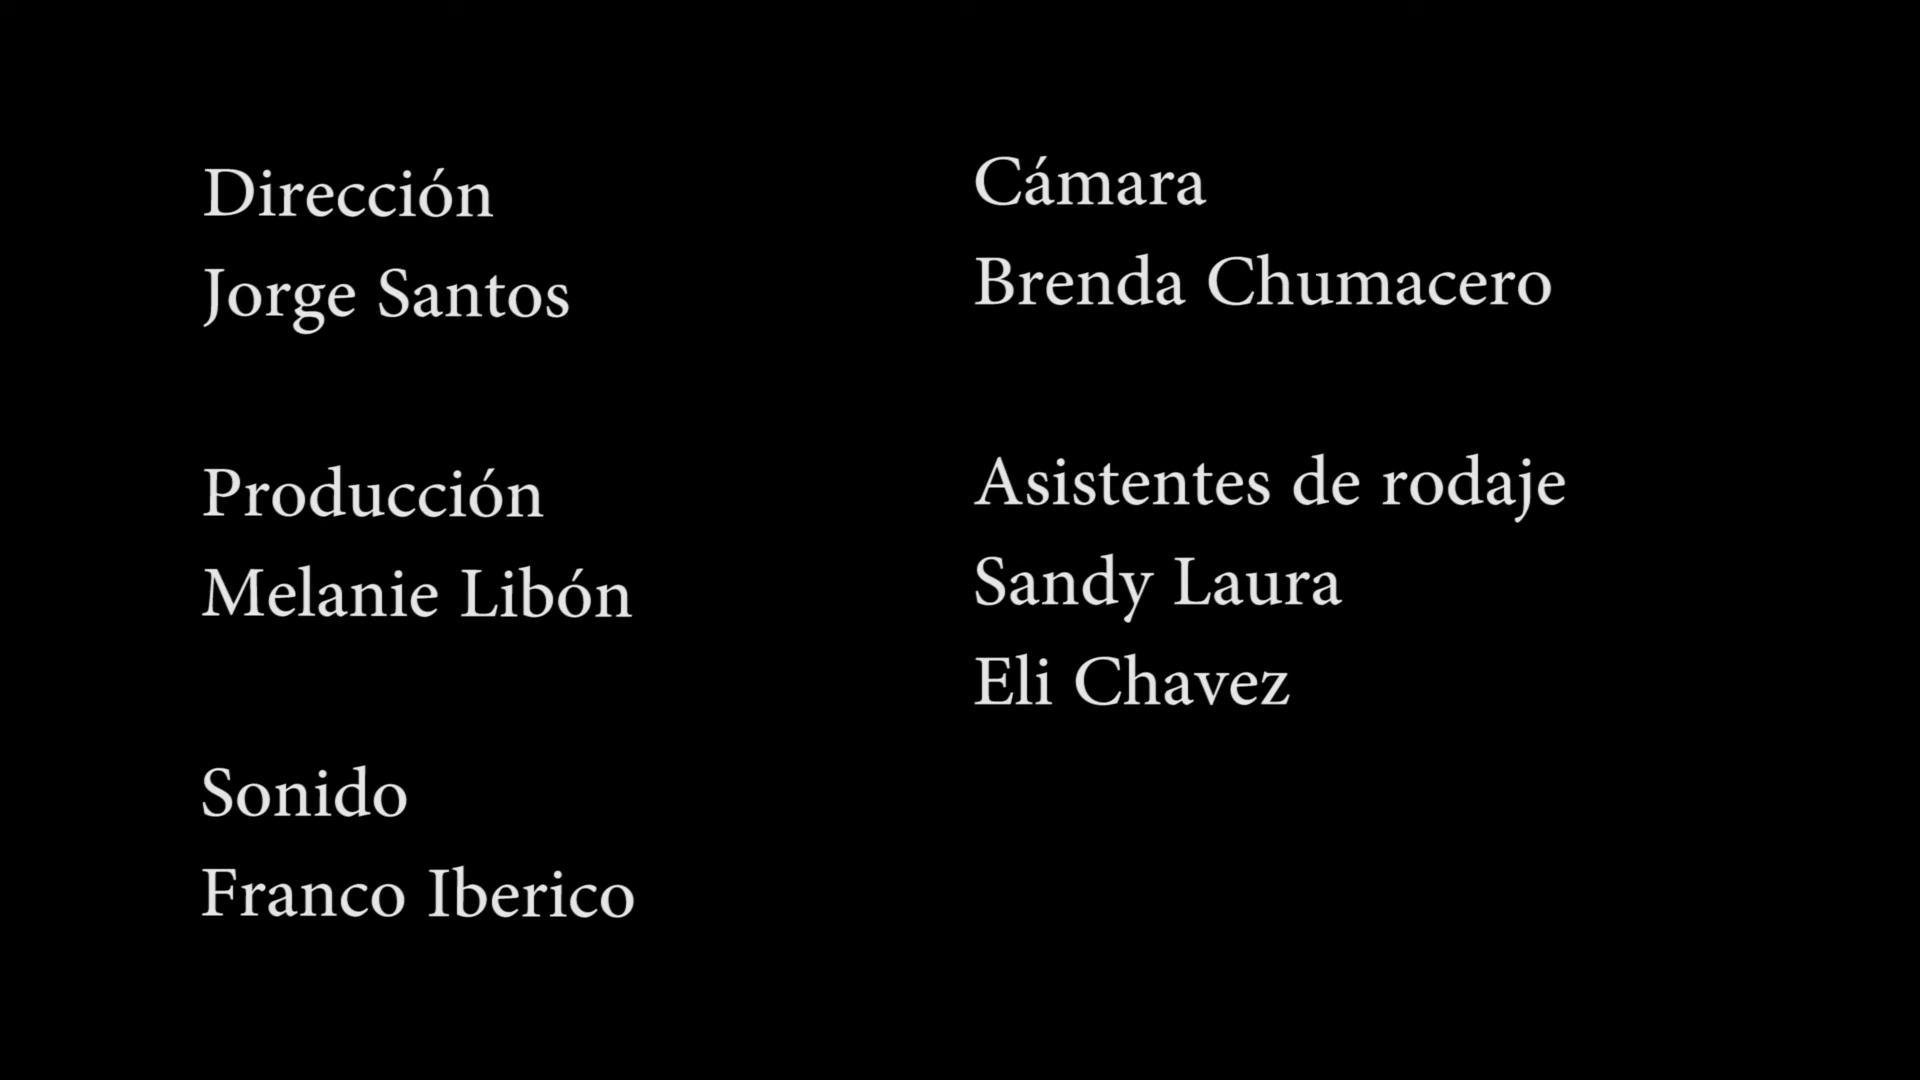 Dirección
Jorge Santos
Producción
Melanie Libón
Sonido
Franco Iberico
Cámara
Brenda Chumacero
Asistentes de rodaje
Sandy Laura
Eli Chavez